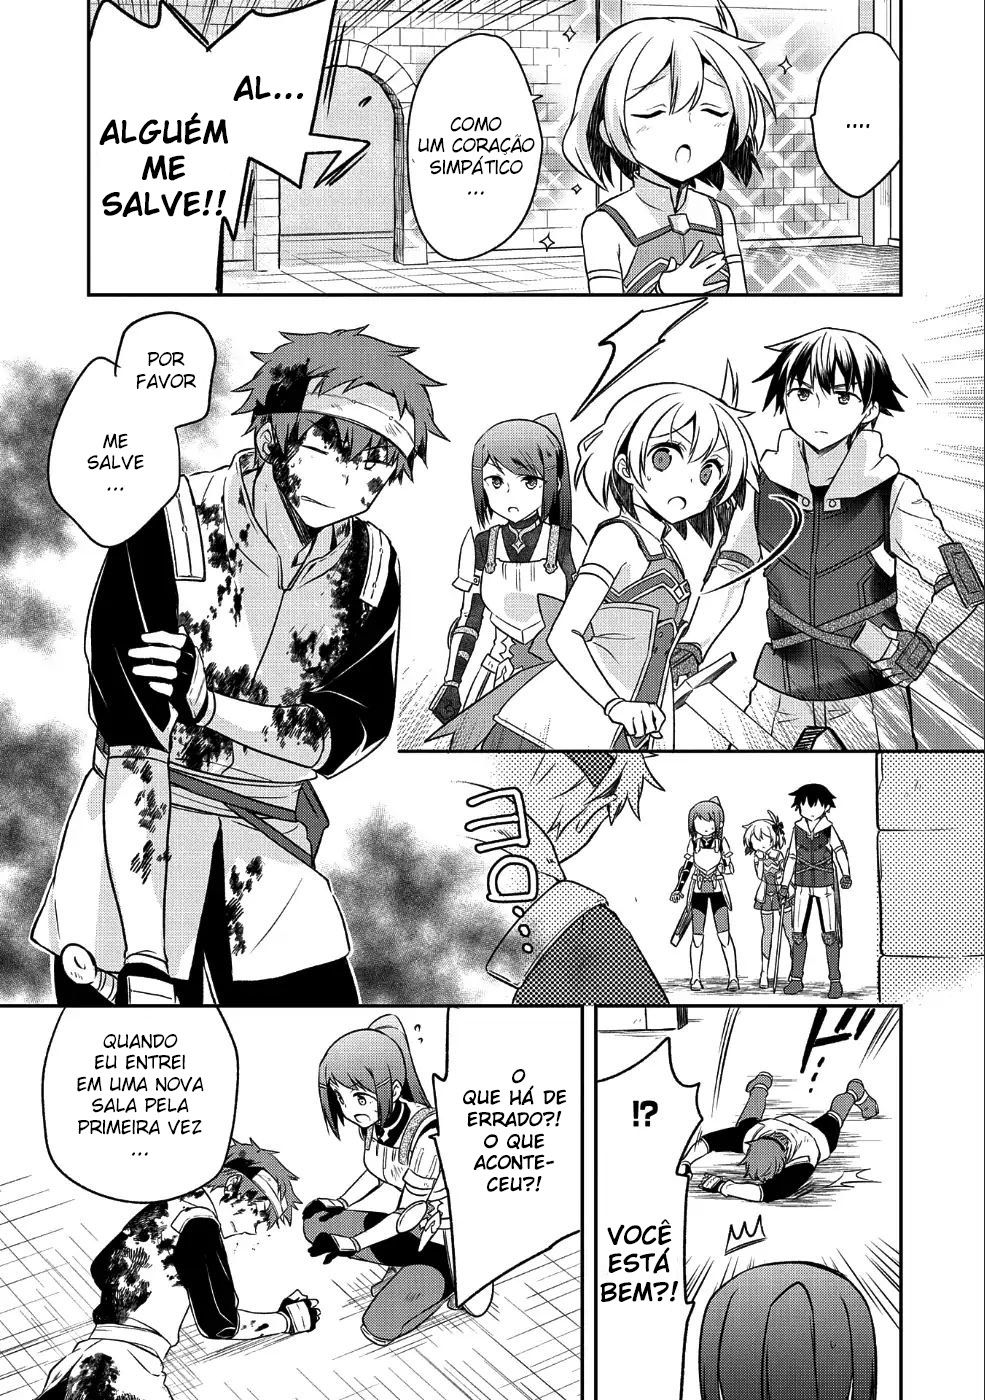 ....
COMO
UM CORAÇÃO
SIMPÁTICO
...
AL...
ALGUÉM
ME
SALVE!!
POR
FAVOR
ME
SALVE
...
!?
VOCÊ
ESTÁ
BEM?!
O
QUE HÁ DE
ERRADO?!
O QUE
ACONTE-
CEU?!
QUANDO
EU ENTREI
EM UMA NOVA
SALA PELA
PRIMEIRA VEZ
...